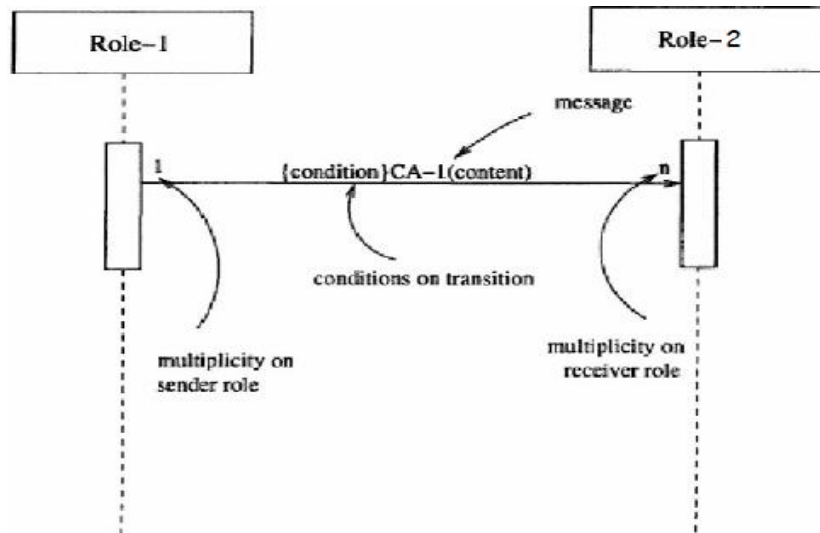 Role-1
Role-2
message
1
{condition}CA-1(content)
n
conditions on transition
multiplicity on
sender role
multiplicity on
receiver role